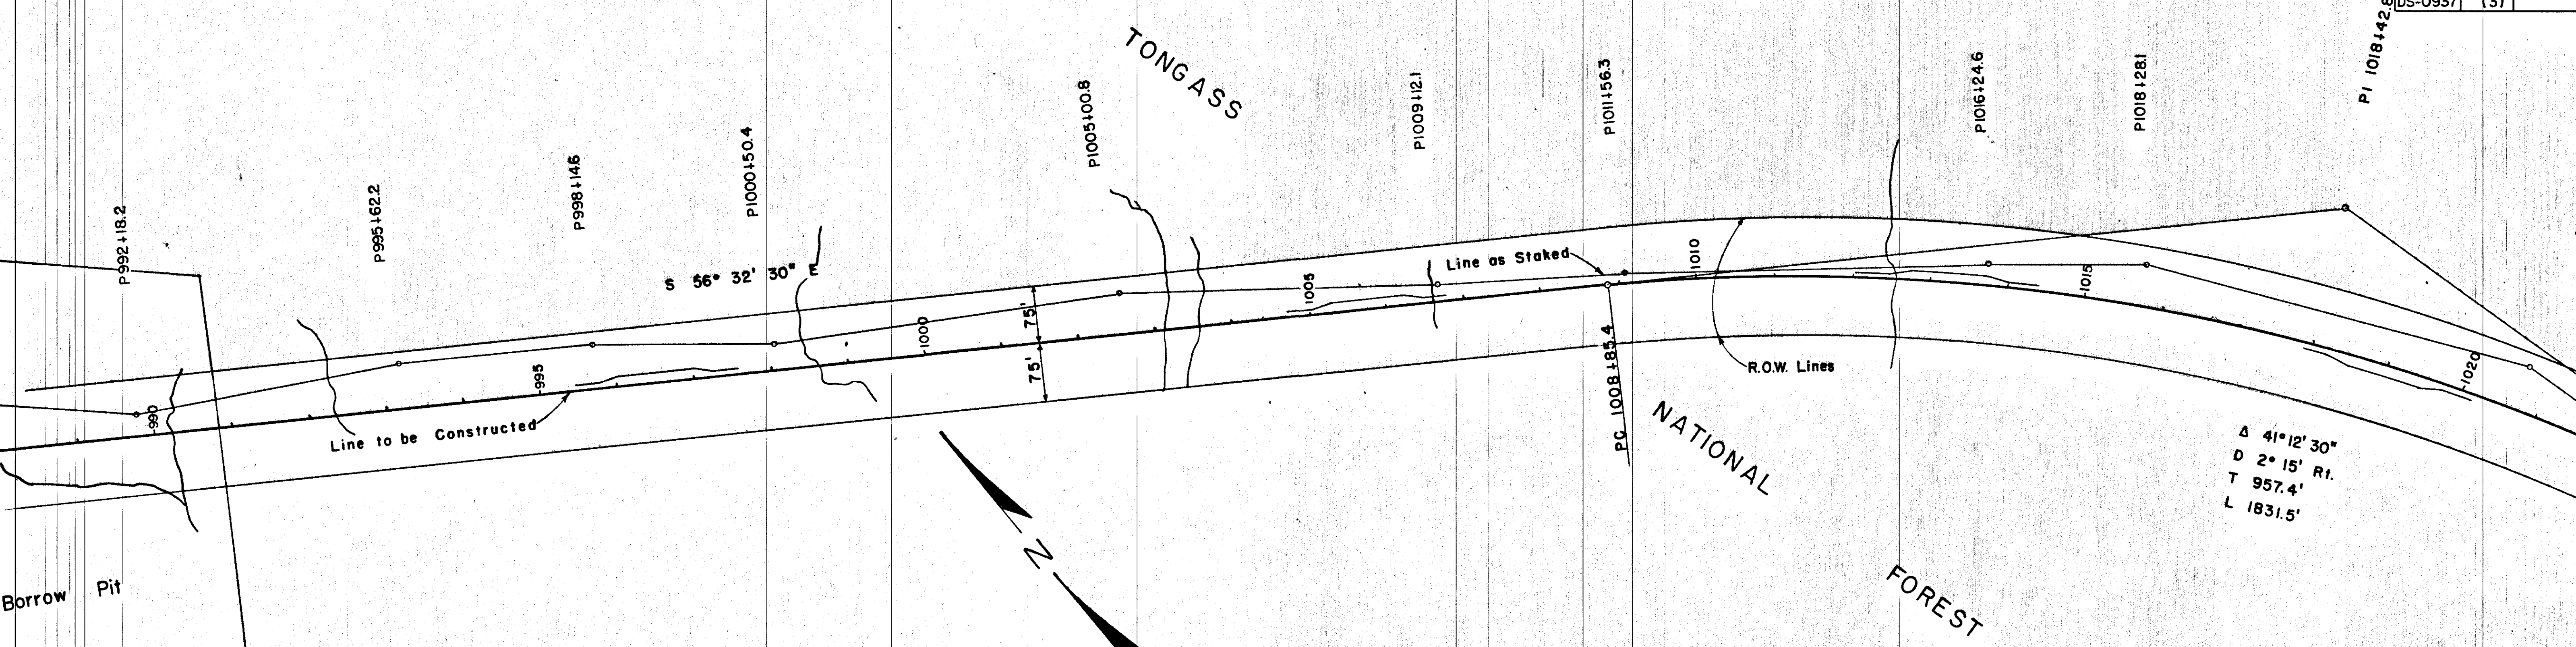 DS-0937 (3)
TONGASS
P992+18.2
P995+62.2
P998+14.6
P1000+50.4
P1005+00.8
P1009+12.1
P1011+56.3
P1016+24.6
P1018+28.1
PI 1018+42.8
S 56° 32' 30" E
Line as Staked
990
995
1000
1005
1010
1015
1020
75'
75'
Line to be Constructed
R.O.W. Lines
PC 1008+85.4
NATIONAL
FOREST
N
Δ 41° 12' 30"
D 2° 15' Rt.
T 957.4'
L 1831.5'
Borrow Pit